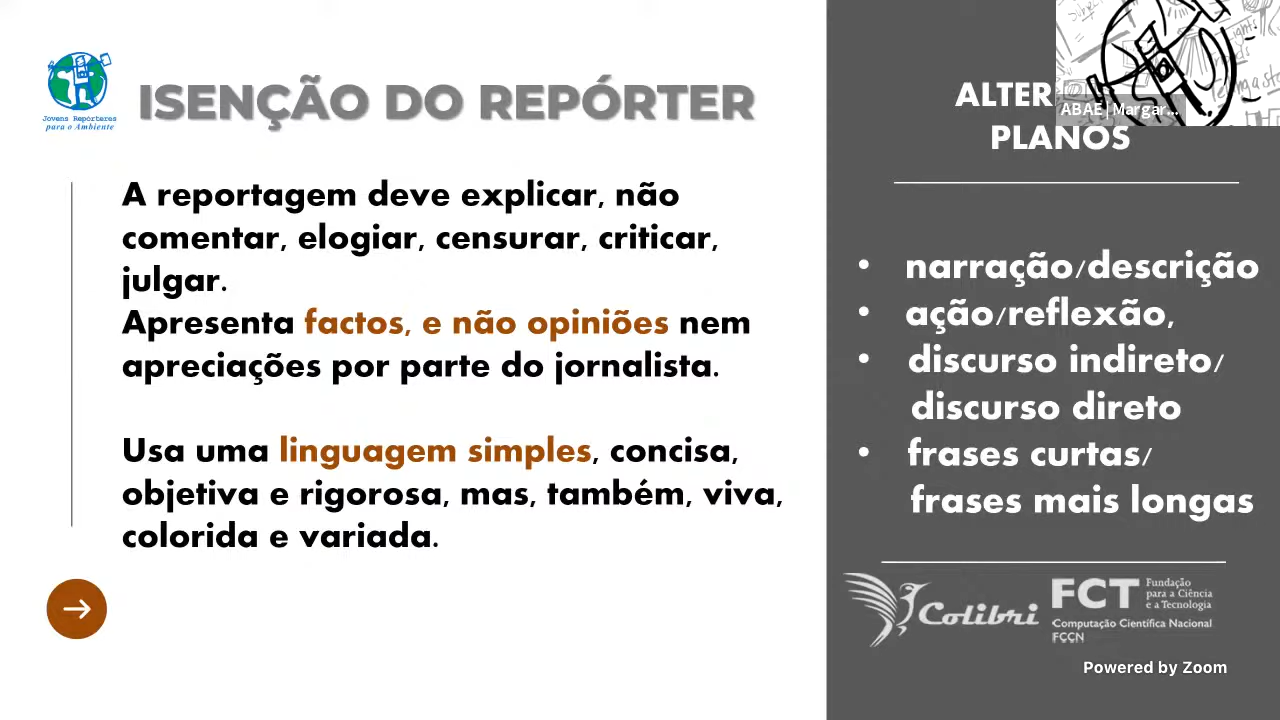 Jovens Repórteres
para o Ambiente
ISENÇÃO DO REPÓRTER
A reportagem deve explicar, não
comentar, elogiar, censurar, criticar,
julgar.
Apresenta factos, e não opiniões nem
apreciações por parte do jornalista.
Usa uma linguagem simples, concisa,
objetiva e rigorosa, mas, também, viva,
colorida e variada.
ALTER
PLANOS
ABAE|Margar...
• narração/descrição
• ação/reflexão,
• discurso indireto/
discurso direto
• frases curtas/
frases mais longas
Colibri
FCT Fundação
para a Ciência
e a Tecnologia
Computação Científica Nacional
FCCN
Powered by Zoom